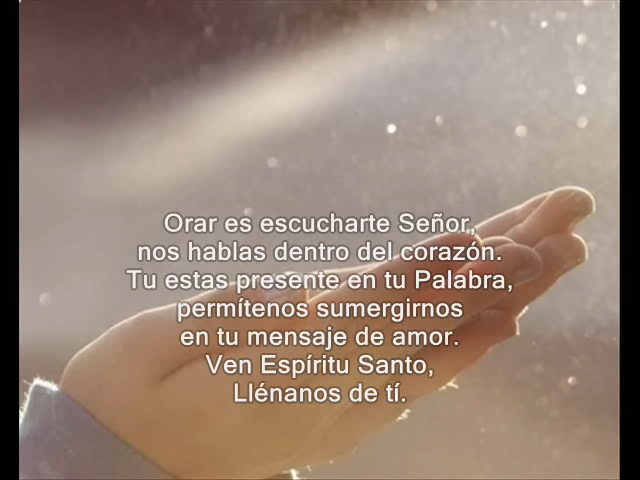 Orar es escucharte Señor,
nos hablas dentro del corazón.
Tu estas presente en tu Palabra,
permítenos sumergirnos
en tu mensaje de amor.
Ven Espíritu Santo,
Llénanos de tí.